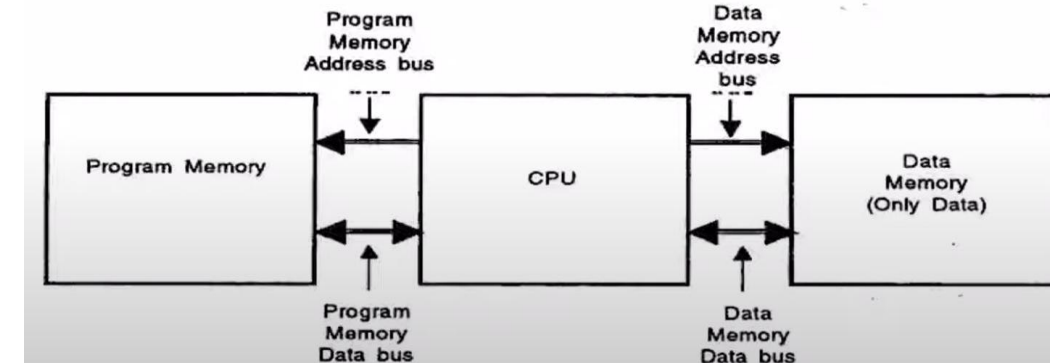 Program
Memory
Address bus
Data
Memory
Address
bus
Program Memory
CPU
Data
Memory
(Only Data)
Program
Memory
Data bus
Data
Memory
Data bus